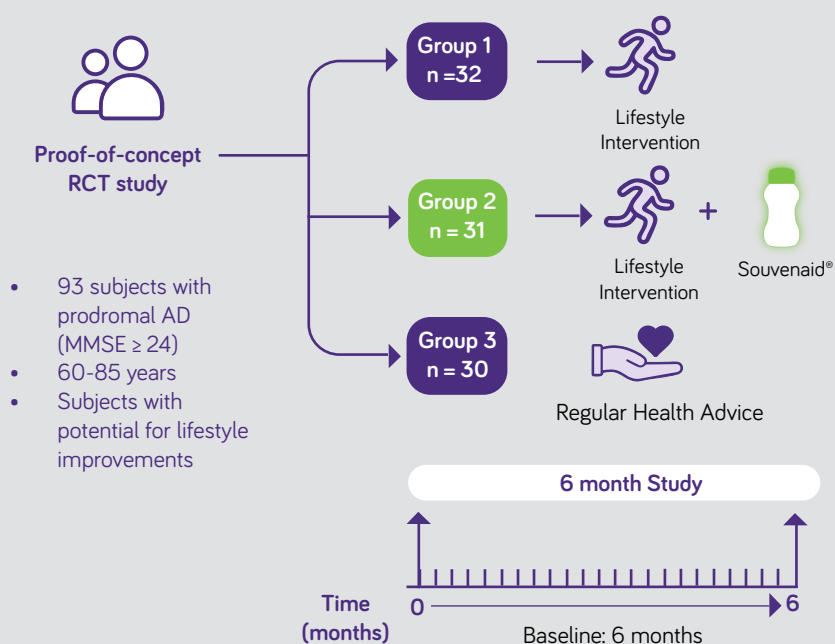 Proof-of-concept
RCT study
• 93 subjects with
prodromal AD
(MMSE ≥ 24)
• 60-85 years
• Subjects with
potential for lifestyle
improvements
Group 1
n =32
Lifestyle
Intervention
Group 2
n = 31
Lifestyle
Intervention
+
Souvenaid®
Group 3
n = 30
Regular Health Advice
6 month Study
Time
(months)
0
6
Baseline: 6 months